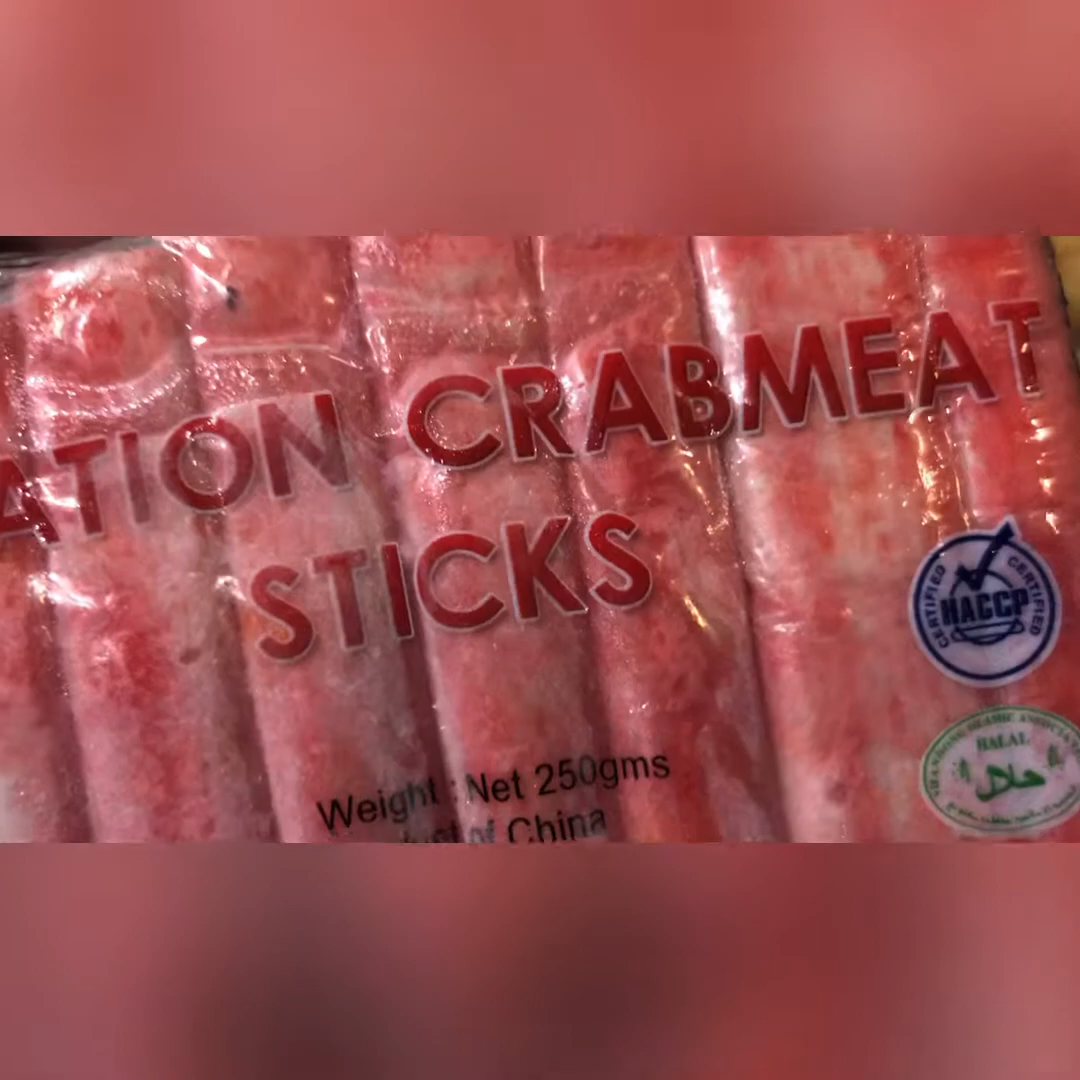 ATION CRABMEAT
STICKS
Weight : Net 250gms
of China
CERTIFIED
HACCP
CERTIFIED
HALAL
حلال